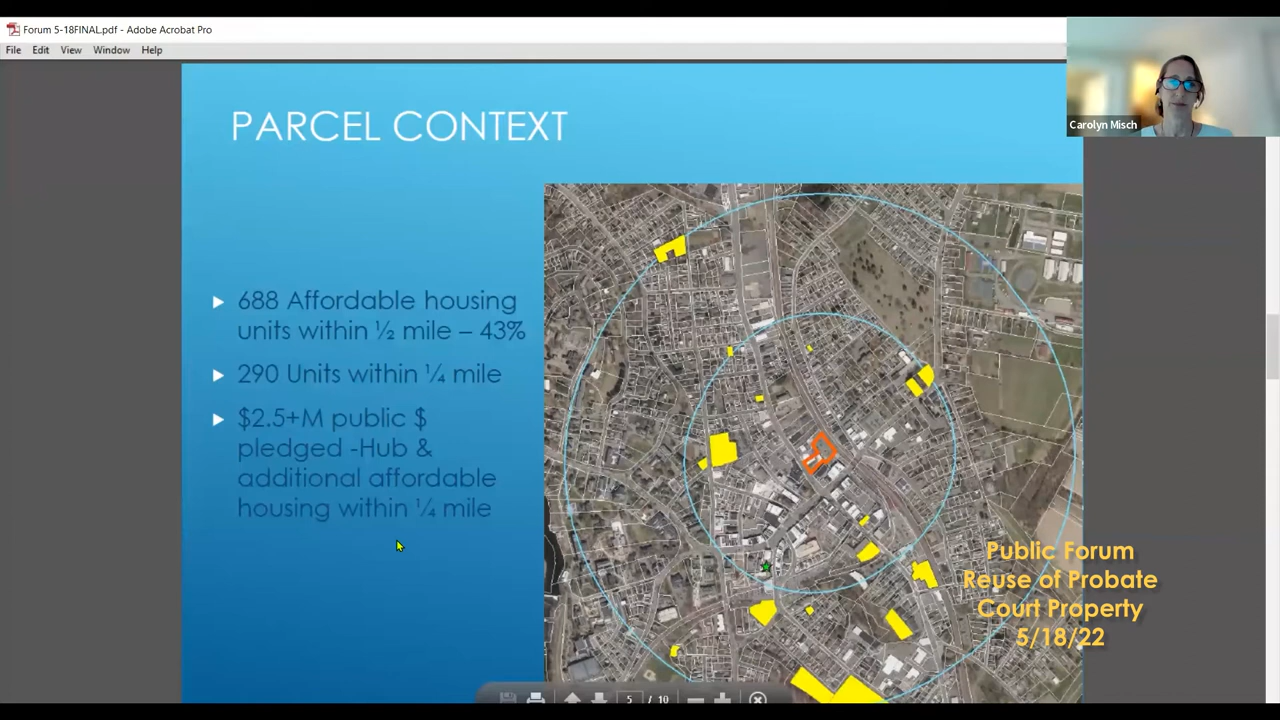 Forum 5-18FINAL.pdf - Adobe Acrobat Pro
File Edit View Window Help
Carolyn Misch
PARCEL CONTEXT
688 Affordable housing
units within ½ mile – 43%
290 Units within ¼ mile
$2.5+M public $
pledged -Hub &
additional affordable
housing within ¼ mile
Public Forum
Reuse of Probate
Court Property
5/18/22
5 / 10